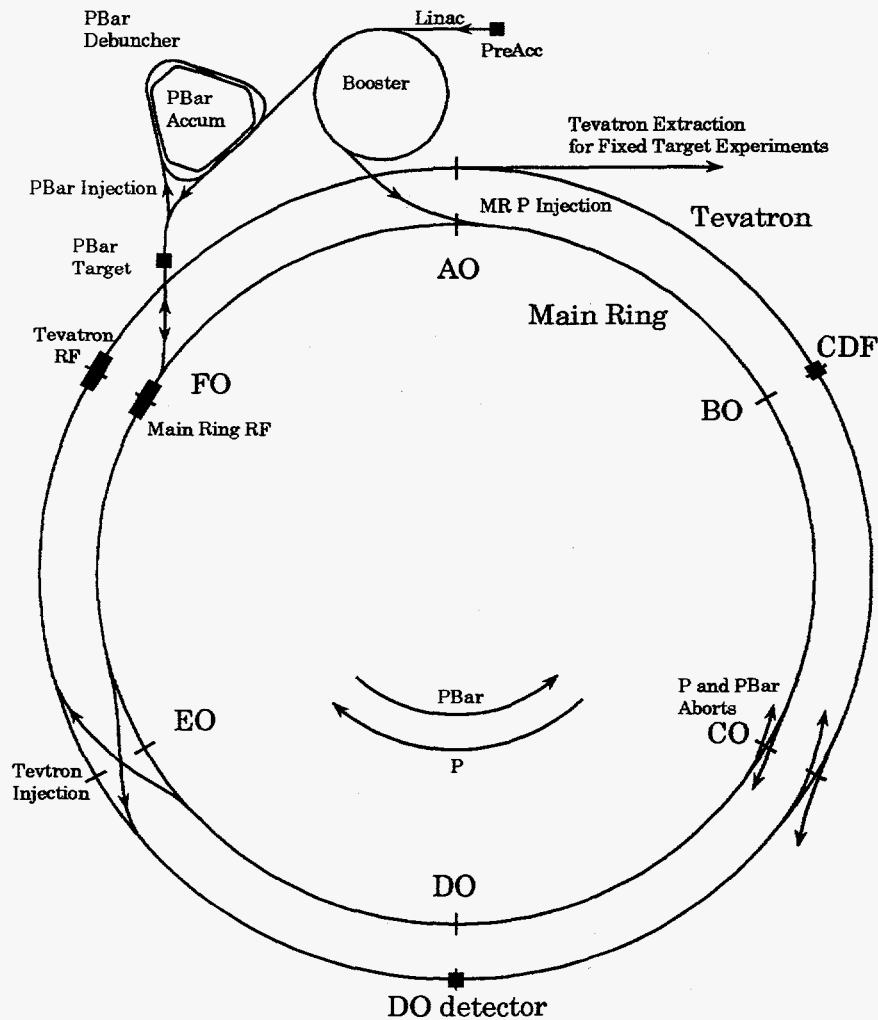 PBar
Debuncher
Linac
PreAcc
PBar
Accum
Booster
Tevatron Extraction
for Fixed Target Experiments
PBar Injection
MR P Injection
Tevatron
PBar
Target
AO
Main Ring
Tevatron
RF
CDF
FO
BO
Main Ring RF
PBar
P and PBar
Aborts
EO
CO
P
Tevtron
Injection
DO
DO detector